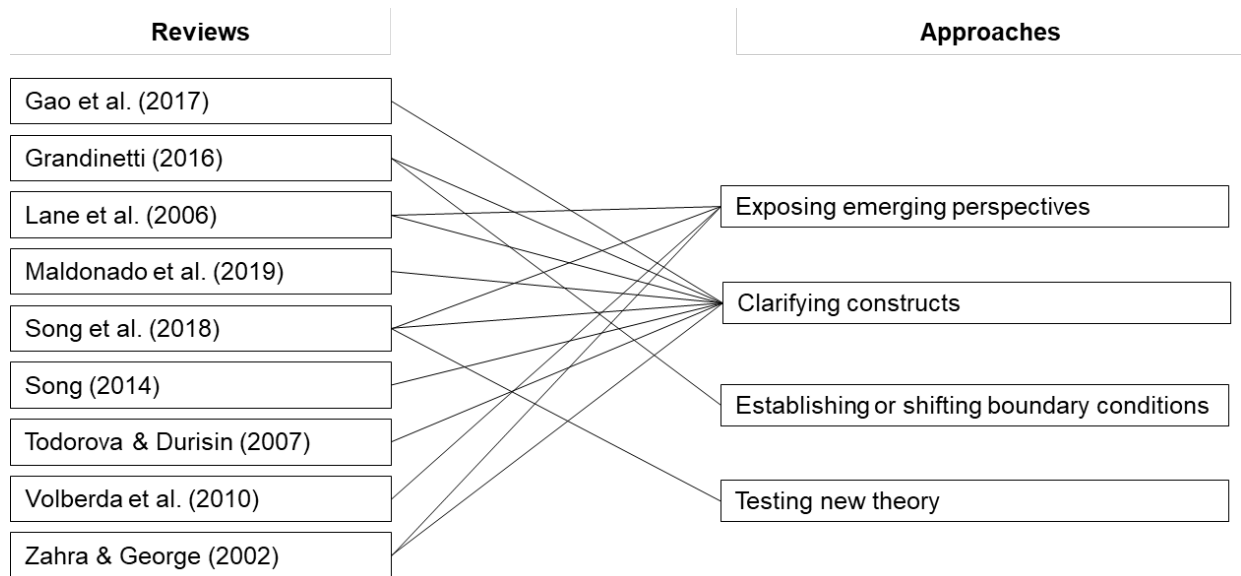 Reviews
Approaches
Gao et al. (2017)
Grandinetti (2016)
Lane et al. (2006)
Maldonado et al. (2019)
Song et al. (2018)
Song (2014)
Todorova & Durisin (2007)
Volberda et al. (2010)
Zahra & George (2002)
Exposing emerging perspectives
Clarifying constructs
Establishing or shifting boundary conditions
Testing new theory